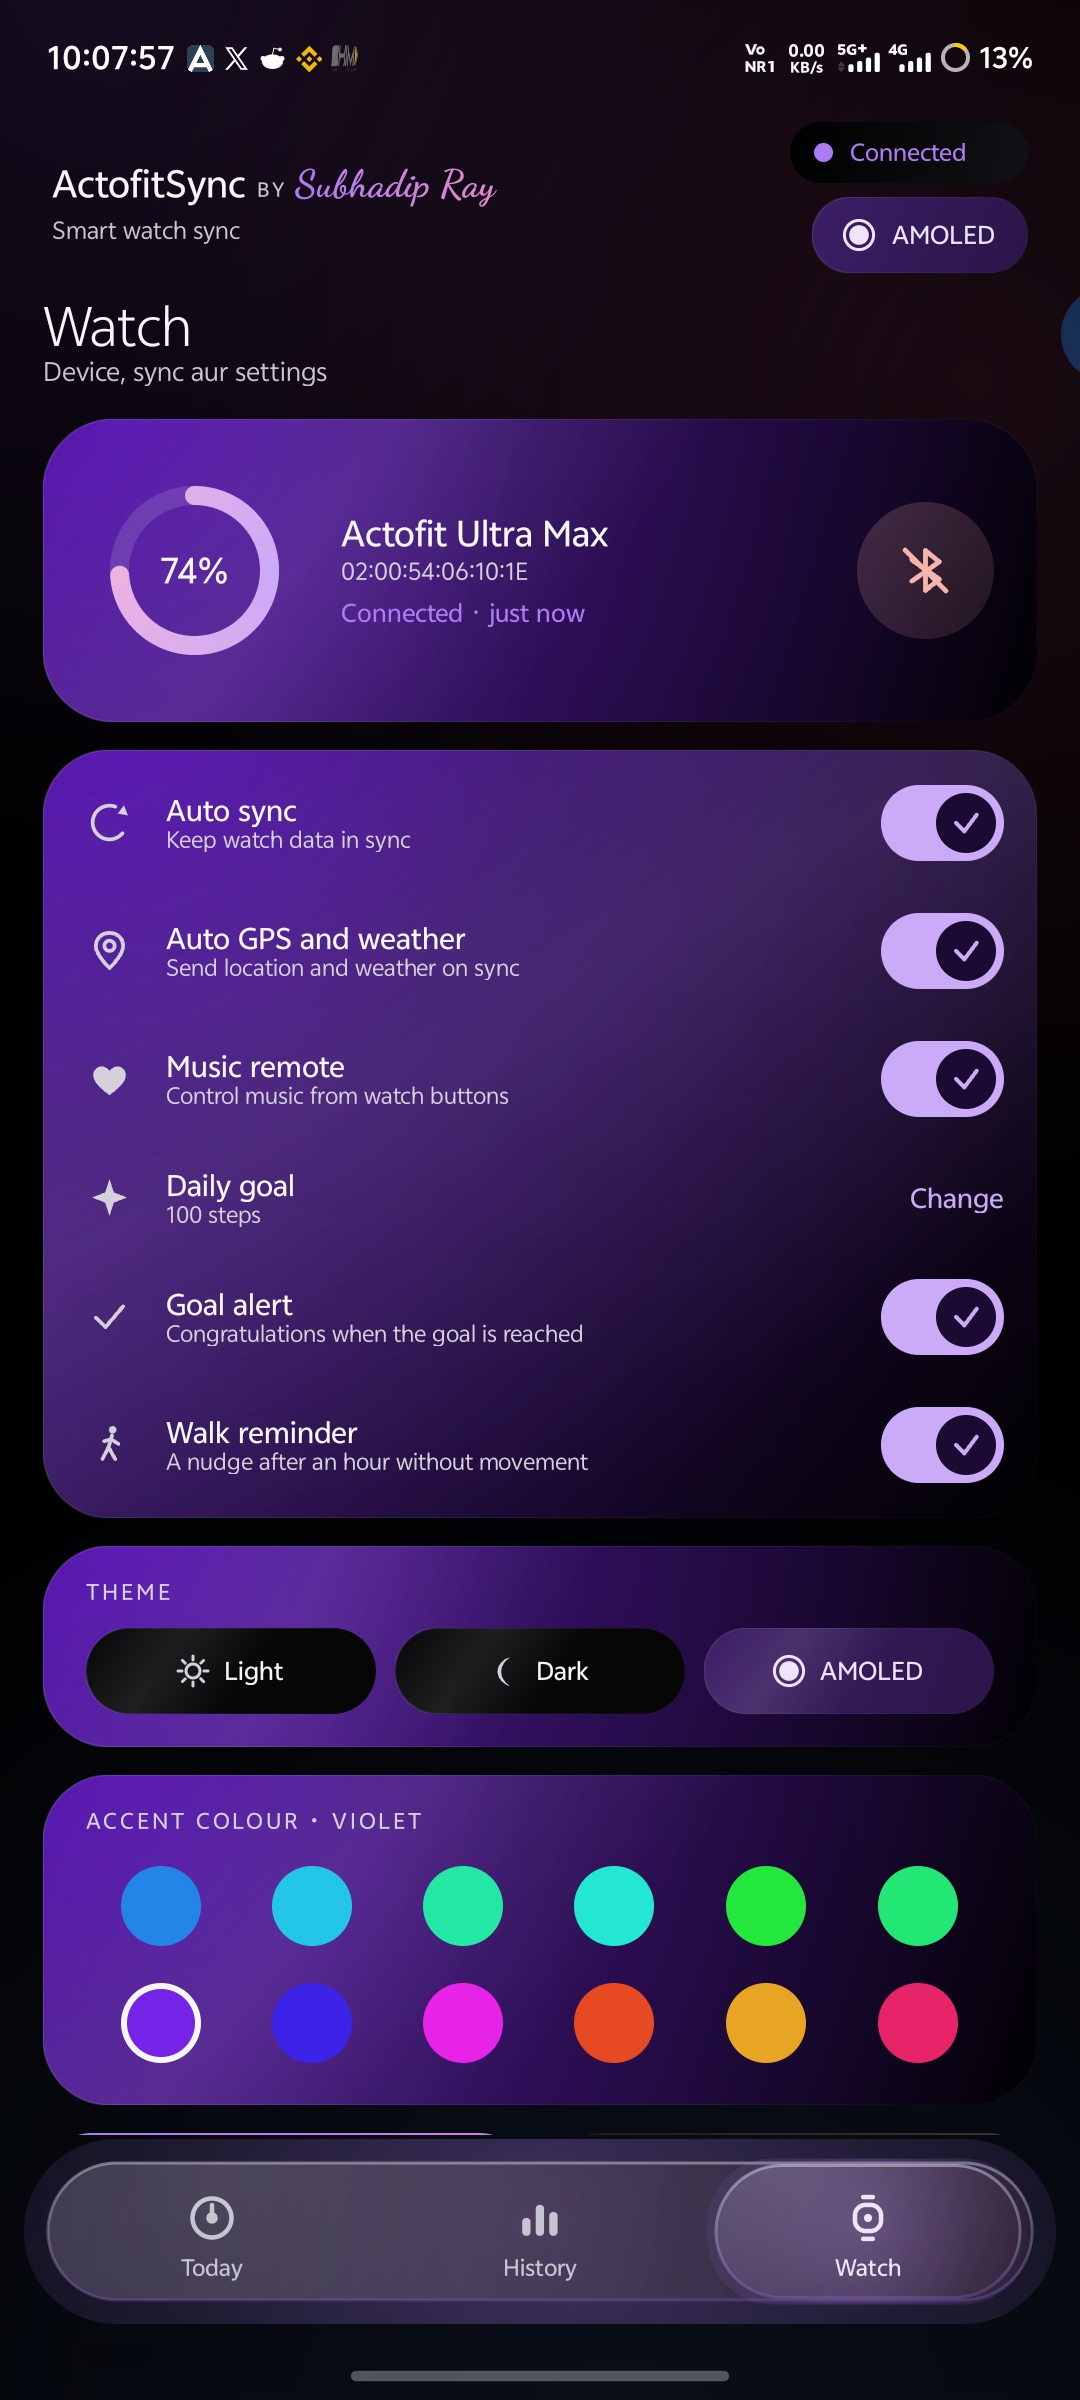 10:07:57
Vo NR1 0.00 KB/s 5G+ 4G 13%
Connected
ActofitSync BY Subhadip Ray
Smart watch sync
AMOLED
Watch
Device, sync aur settings
74%
Actofit Ultra Max
02:00:54:06:10:1E
Connected · just now
Auto sync
Keep watch data in sync
Auto GPS and weather
Send location and weather on sync
Music remote
Control music from watch buttons
Daily goal
100 steps
Change
Goal alert
Congratulations when the goal is reached
Walk reminder
A nudge after an hour without movement
THEME
Light
Dark
AMOLED
ACCENT COLOUR · VIOLET
Today
History
Watch